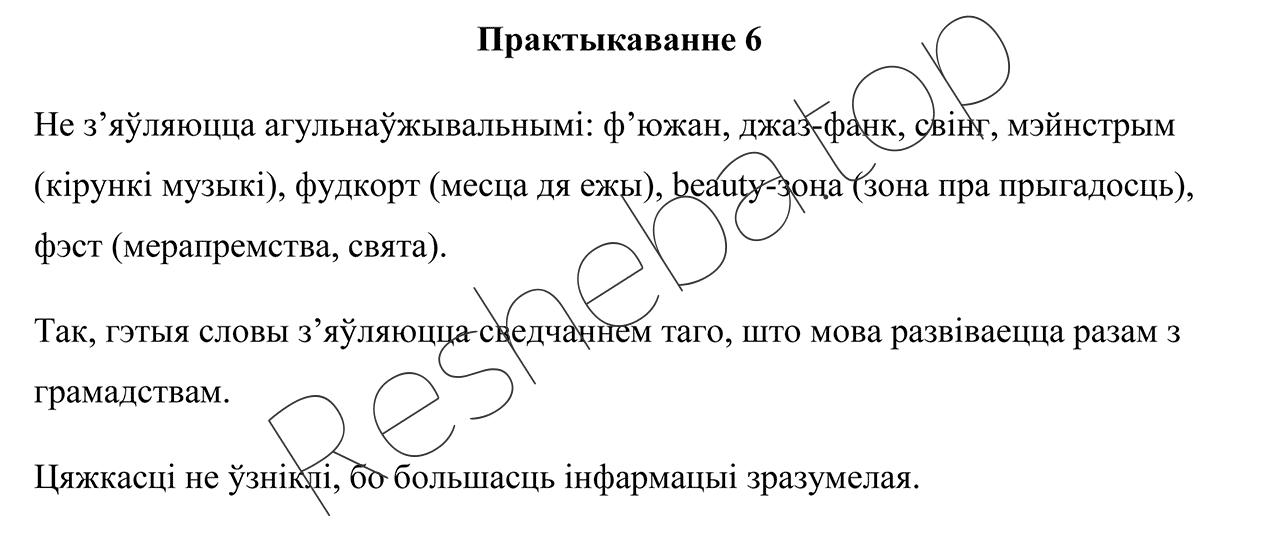 Практыкаванне 6
Не з’яўляюцца агульнаўжывальнымі: ф’южан, джаз-фанк, свінг, мэйнстрым
(кірункі музыкі), фудкорт (месца дя ежы), beauty-зона (зона пра прыгадосць),
фэст (мерапремства, свята).
Так, гэтыя словы з’яўляюцца сведчаннем таго, што мова развіваецца разам з
грамадствам.
Цяжкасці не ўзніклі, бо большасць інфармацыі зразумелая.
Reshebatop